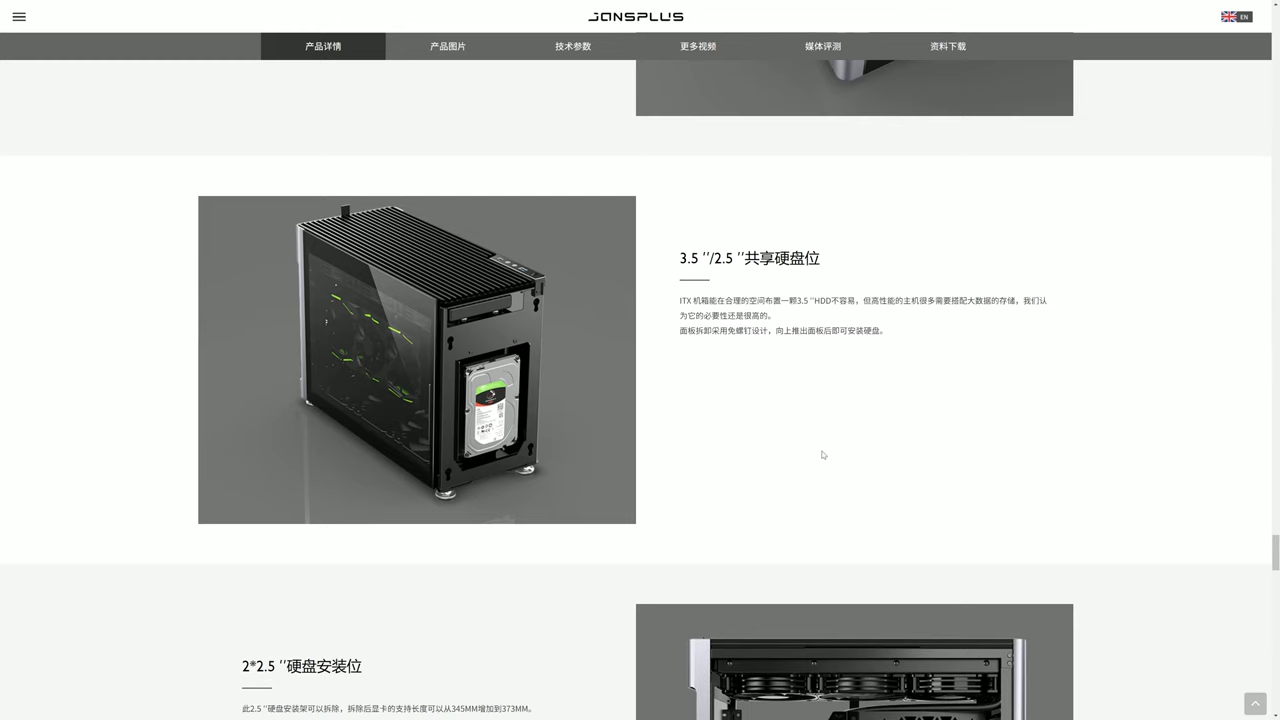 JONSPLUS
EN
产品详情
产品图片
技术参数
更多视频
媒体评测
资料下载
3.5 ''/2.5 ''共享硬盘位
ITX 机箱能在合理的空间布置一颗3.5 ''HDD不容易，但高性能的主机很多需要搭配大数据的存储，我们认
为它的必要性还是很高的。
面板拆卸采用免螺钉设计，向上推出面板后即可安装硬盘。
2*2.5 ''硬盘安装位
此2.5 ''硬盘安装架可以拆除，拆除后显卡的支持长度可以从345MM增加到373MM。